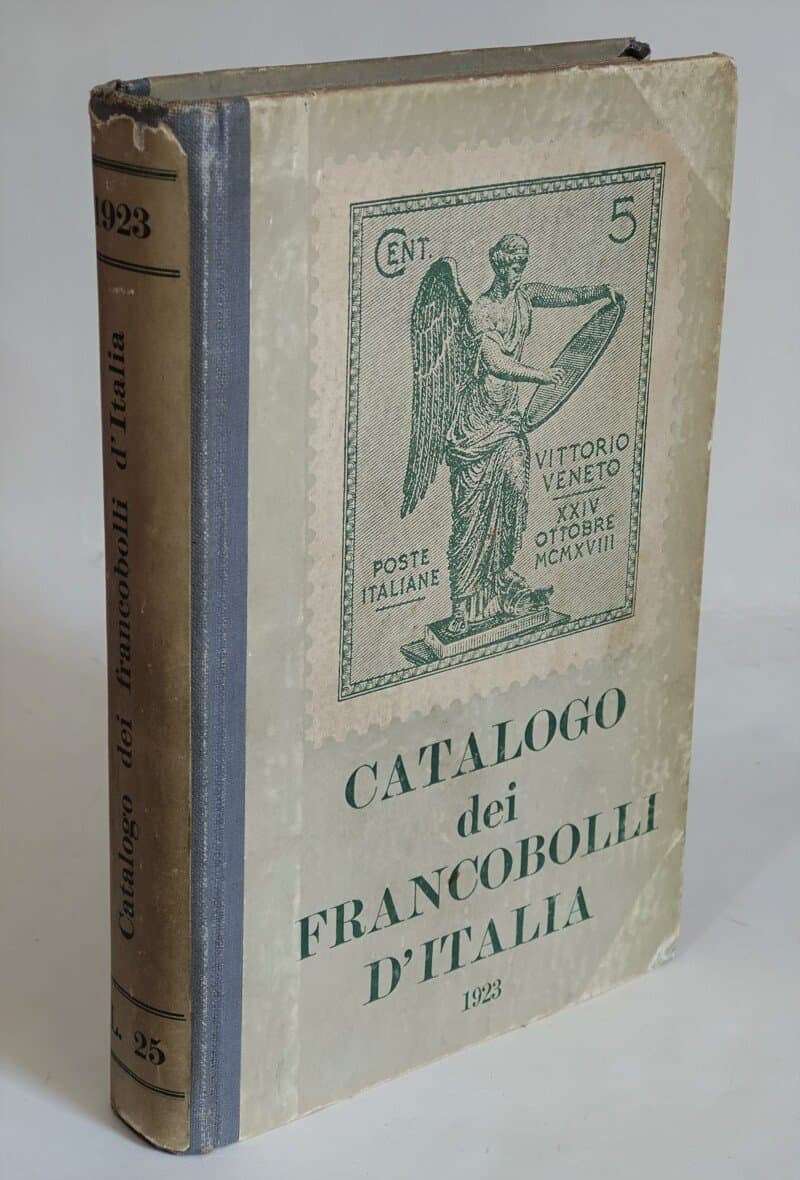 1923
Catalogo dei francobolli d'Italia
L. 25
CENT. 5
VITTORIO
VENETO
XXIV
OTTOBRE
MCMXVIII
POSTE
ITALIANE
CATALOGO
dei
FRANCOBOLLI
D'ITALIA
1923